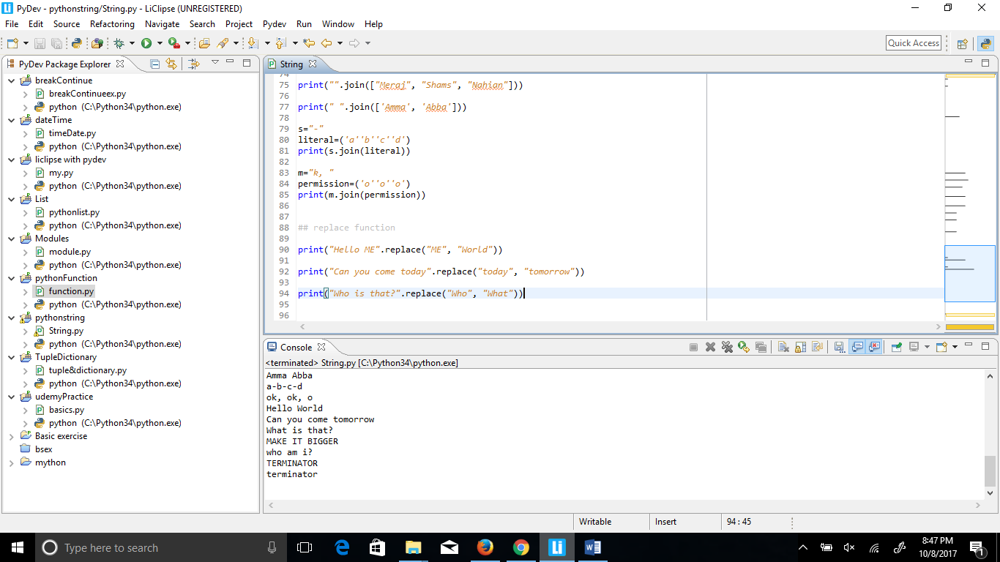 PyDev - pythonstring/String.py - LiClipse (UNREGISTERED)
File Edit Source Refactoring Navigate Search Project Pydev Run Window Help
Quick Access
PyDev Package Explorer
breakContinue
breakContinueex.py
python (C:\Python34\python.exe)
dateTime
timeDate.py
python (C:\Python34\python.exe)
liclipse with pydev
my.py
python (C:\Python34\python.exe)
List
pythonlist.py
python (C:\Python34\python.exe)
Modules
module.py
python (C:\Python34\python.exe)
pythonFunction
function.py
python (C:\Python34\python.exe)
pythonstring
String.py
python (C:\Python34\python.exe)
TupleDictionary
tuple&dictionary.py
python (C:\Python34\python.exe)
udemyPractice
basics.py
python (C:\Python34\python.exe)
Basic exercise
bsex
mython
String
74
75 print("".join(["Meraj", "Shams", "Nahian"]))
76
77 print(" ".join(['Amma', 'Abba']))
78
79 s="-"
80 literal=('a''b''c''d')
81 print(s.join(literal))
82
83 m="k, "
84 permission=('o''o''o')
85 print(m.join(permission))
86
87
88 ## replace function
89
90 print("Hello ME".replace("ME", "World"))
91
92 print("Can you come today".replace("today", "tomorrow"))
93
94 print("Who is that?".replace("Who", "What"))
95
96
Console
<terminated> String.py [C:\Python34\python.exe]
Amma Abba
a-b-c-d
ok, ok, o
Hello World
Can you come tomorrow
What is that?
MAKE IT BIGGER
who am i?
TERMINATOR
terminator
Writable Insert 94 : 45
Type here to search
8:47 PM
10/8/2017
1